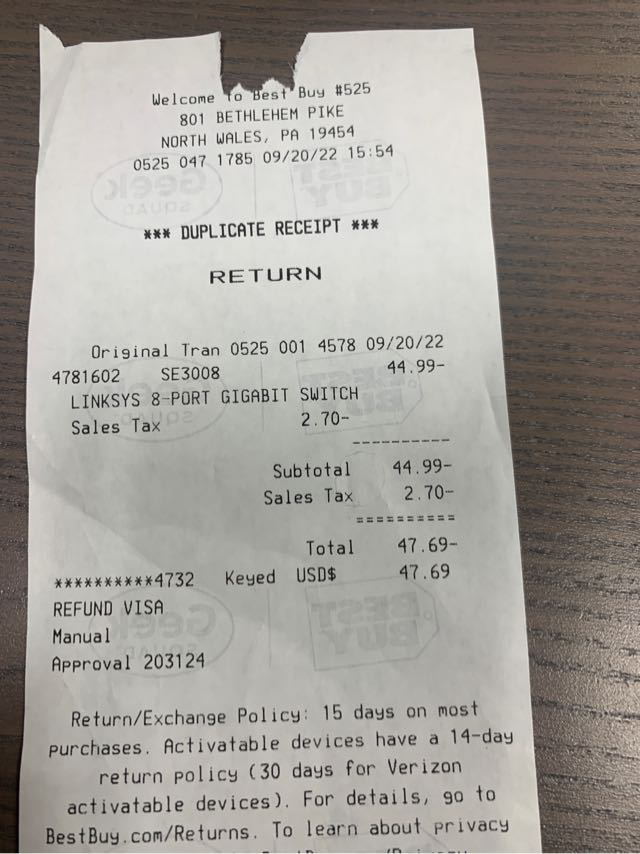 Welcome To Best Buy #525
801 BETHLEHEM PIKE
NORTH WALES, PA 19454
0525 047 1785 09/20/22 15:54
*** DUPLICATE RECEIPT ***
RETURN
Original Tran 0525 001 4578 09/20/22
4781602 SE3008 44.99-
LINKSYS 8-PORT GIGABIT SWITCH
Sales Tax 2.70-
----------
Subtotal 44.99-
Sales Tax 2.70-
==========
Total 47.69-
**********4732 Keyed USD$ 47.69
REFUND VISA
Manual
Approval 203124
Return/Exchange Policy: 15 days on most
purchases. Activatable devices have a 14-day
return policy (30 days for Verizon
activatable devices). For details, go to
BestBuy.com/Returns. To learn about privacy